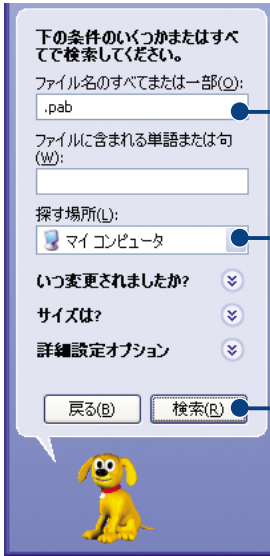 下の条件のいくつかまたはすべ
てで検索してください。
ファイル名のすべてまたは一部(O):
.pab
ファイルに含まれる単語または句
(W):
探す場所(L):
マイ コンピュータ
いつ変更されましたか?
サイズは?
詳細設定オプション
戻る(B)
検索(R)